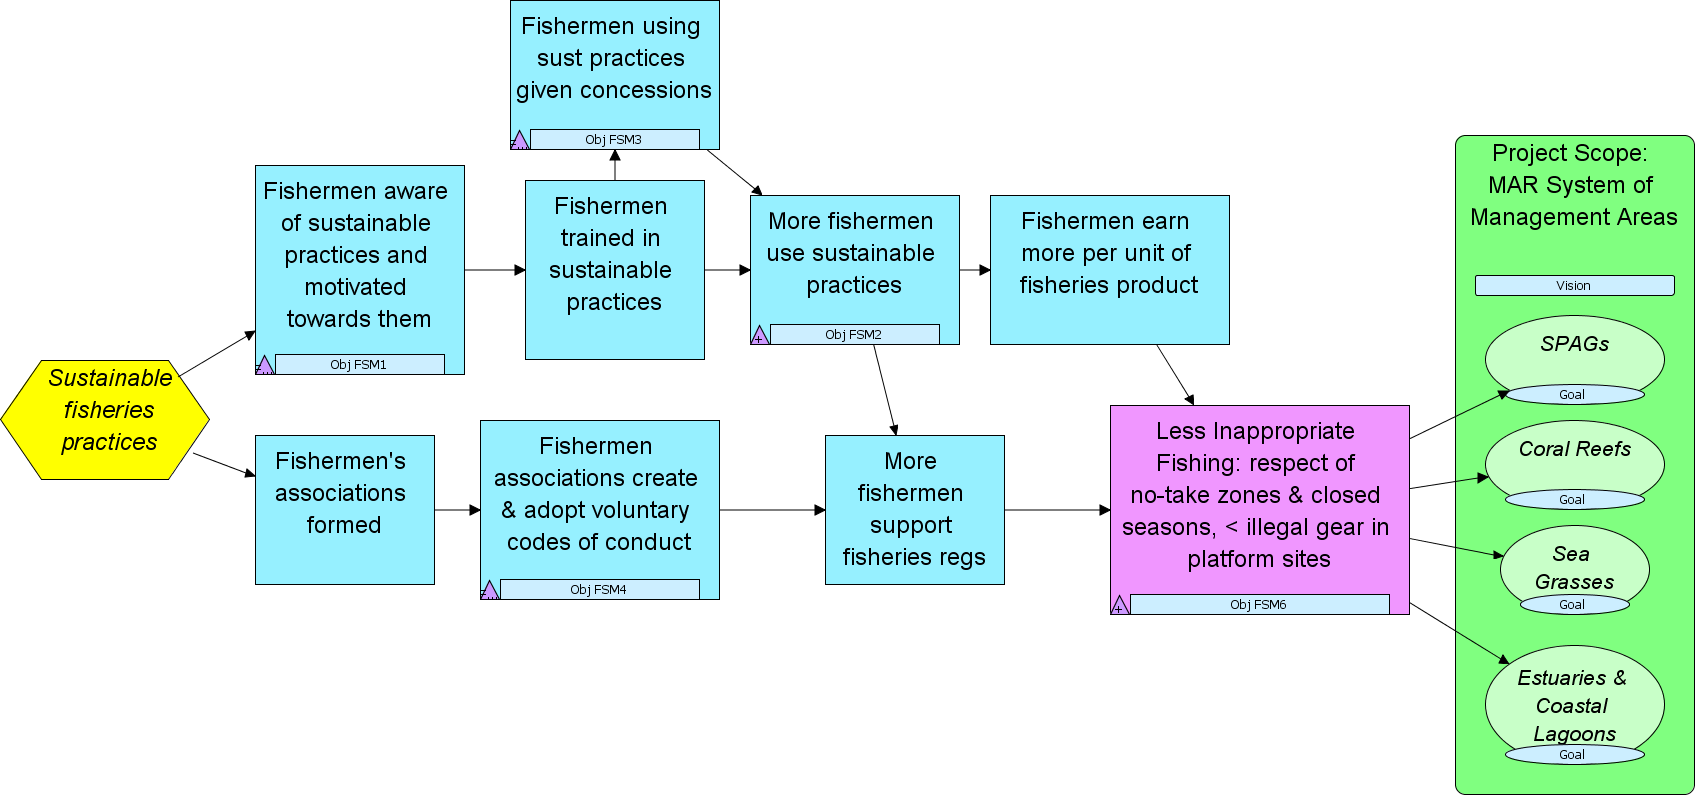 Fishermen using
sust practices
given concessions
Obj FSM3
Fishermen aware
of sustainable
practices and
motivated
towards them
Obj FSM1
Fishermen
trained in
sustainable
practices
More fishermen
use sustainable
practices
+
Obj FSM2
Fishermen earn
more per unit of
fisheries product
Sustainable
fisheries
practices
Fishermen's
associations
formed
Fishermen
associations create
& adopt voluntary
codes of conduct
Obj FSM4
More
fishermen
support
fisheries regs
Less Inappropriate
Fishing: respect of
no-take zones & closed
seasons, < illegal gear in
platform sites
+
Obj FSM6
Project Scope:
MAR System of
Management Areas
Vision
SPAGs
Goal
Coral Reefs
Goal
Sea
Grasses
Goal
Estuaries &
Coastal
Lagoons
Goal